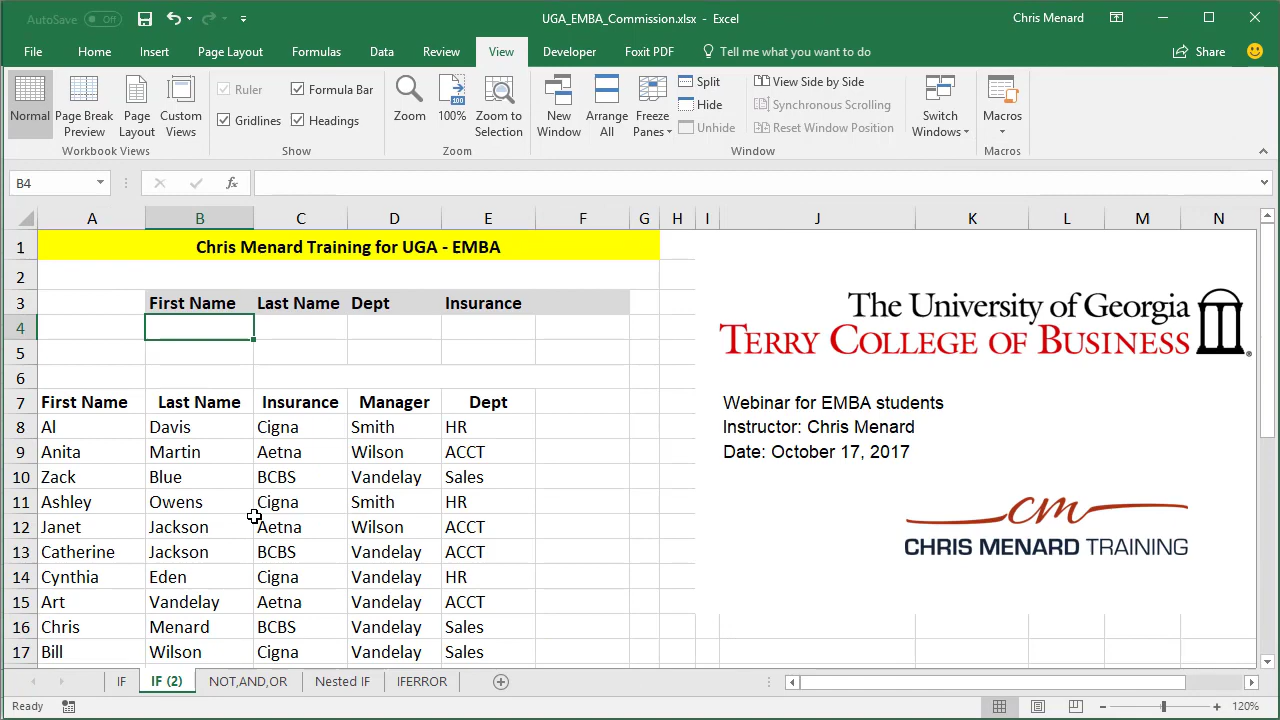 AutoSave Off
UGA_EMBA_Commission.xlsx - Excel
Chris Menard
File Home Insert Page Layout Formulas Data Review View Developer Foxit PDF Tell me what you want to do Share
Normal
Page Break Preview
Page Layout
Custom Views
Workbook Views
Ruler
Formula Bar
Gridlines
Headings
Show
Zoom
100
100%
Zoom to Selection
Zoom
New Window
Arrange All
Freeze Panes
Split
Hide
Unhide
View Side by Side
Synchronous Scrolling
Reset Window Position
Switch Windows
Window
Macros
Macros
B4 fx
A B C D E F G H I J K L M N
1 Chris Menard Training for UGA - EMBA
2
3 First Name Last Name Dept Insurance
4
5
6
7 First Name Last Name Insurance Manager Dept
8 Al Davis Cigna Smith HR
9 Anita Martin Aetna Wilson ACCT
10 Zack Blue BCBS Vandelay Sales
11 Ashley Owens Cigna Smith HR
12 Janet Jackson Aetna Wilson ACCT
13 Catherine Jackson BCBS Vandelay ACCT
14 Cynthia Eden Cigna Vandelay HR
15 Art Vandelay Aetna Vandelay ACCT
16 Chris Menard BCBS Vandelay Sales
17 Bill Wilson Cigna Vandelay Sales
The University of Georgia
TERRY COLLEGE OF BUSINESS®
Webinar for EMBA students
Instructor: Chris Menard
Date: October 17, 2017
cm
CHRIS MENARD TRAINING
IF IF (2) NOT,AND,OR Nested IF IFERROR
Ready
120%